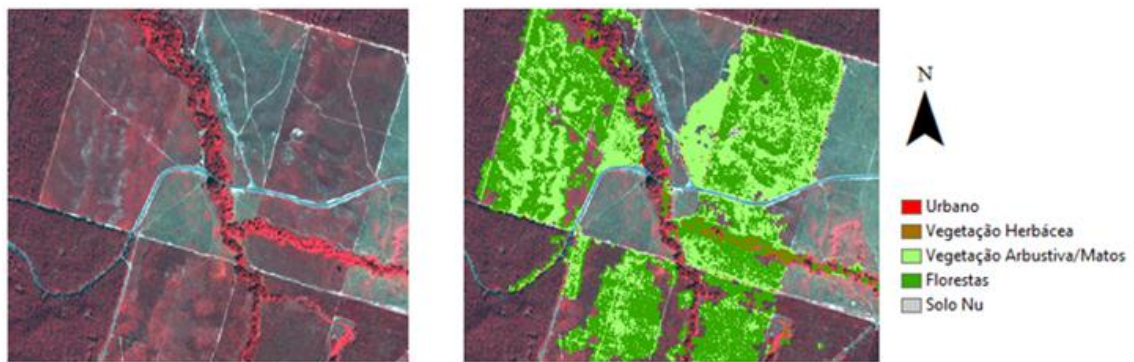 N
Urbano
Vegetação Herbácea
Vegetação Arbustiva/Matos
Florestas
Solo Nu